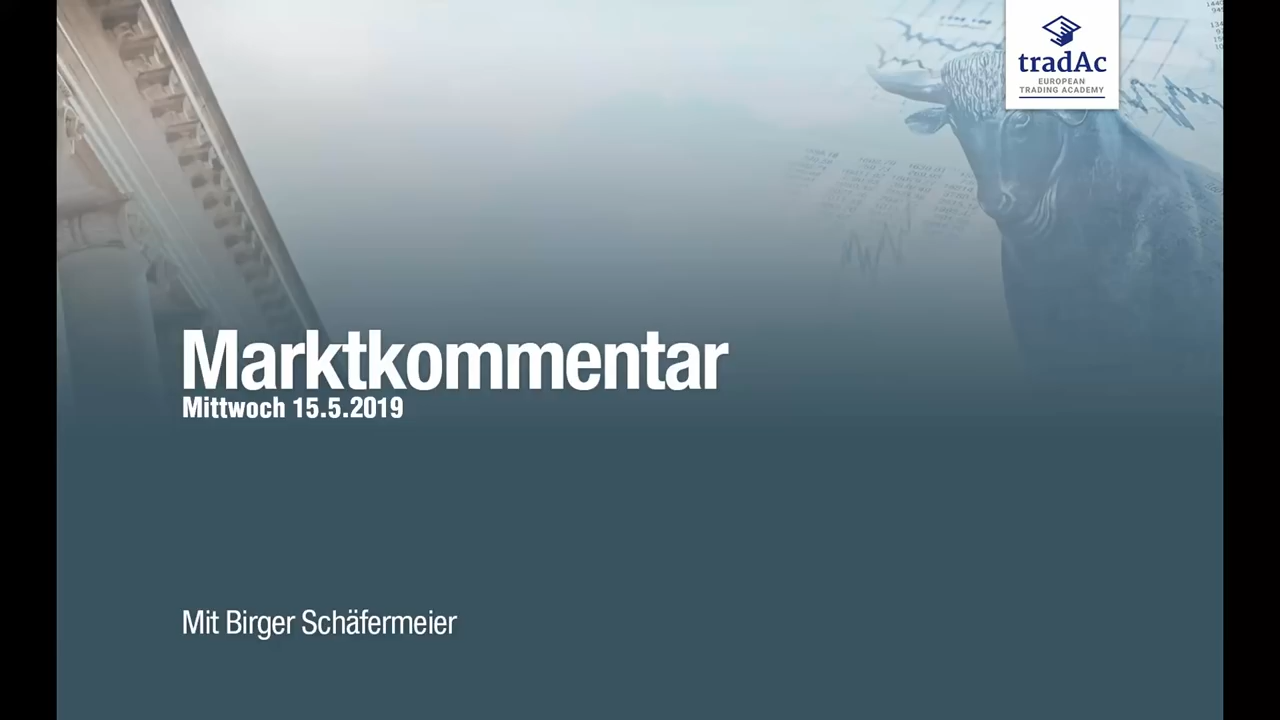 tradAc
EUROPEAN
TRADING ACADEMY
Marktkommentar
Mittwoch 15.5.2019
Mit Birger Schäfermeier